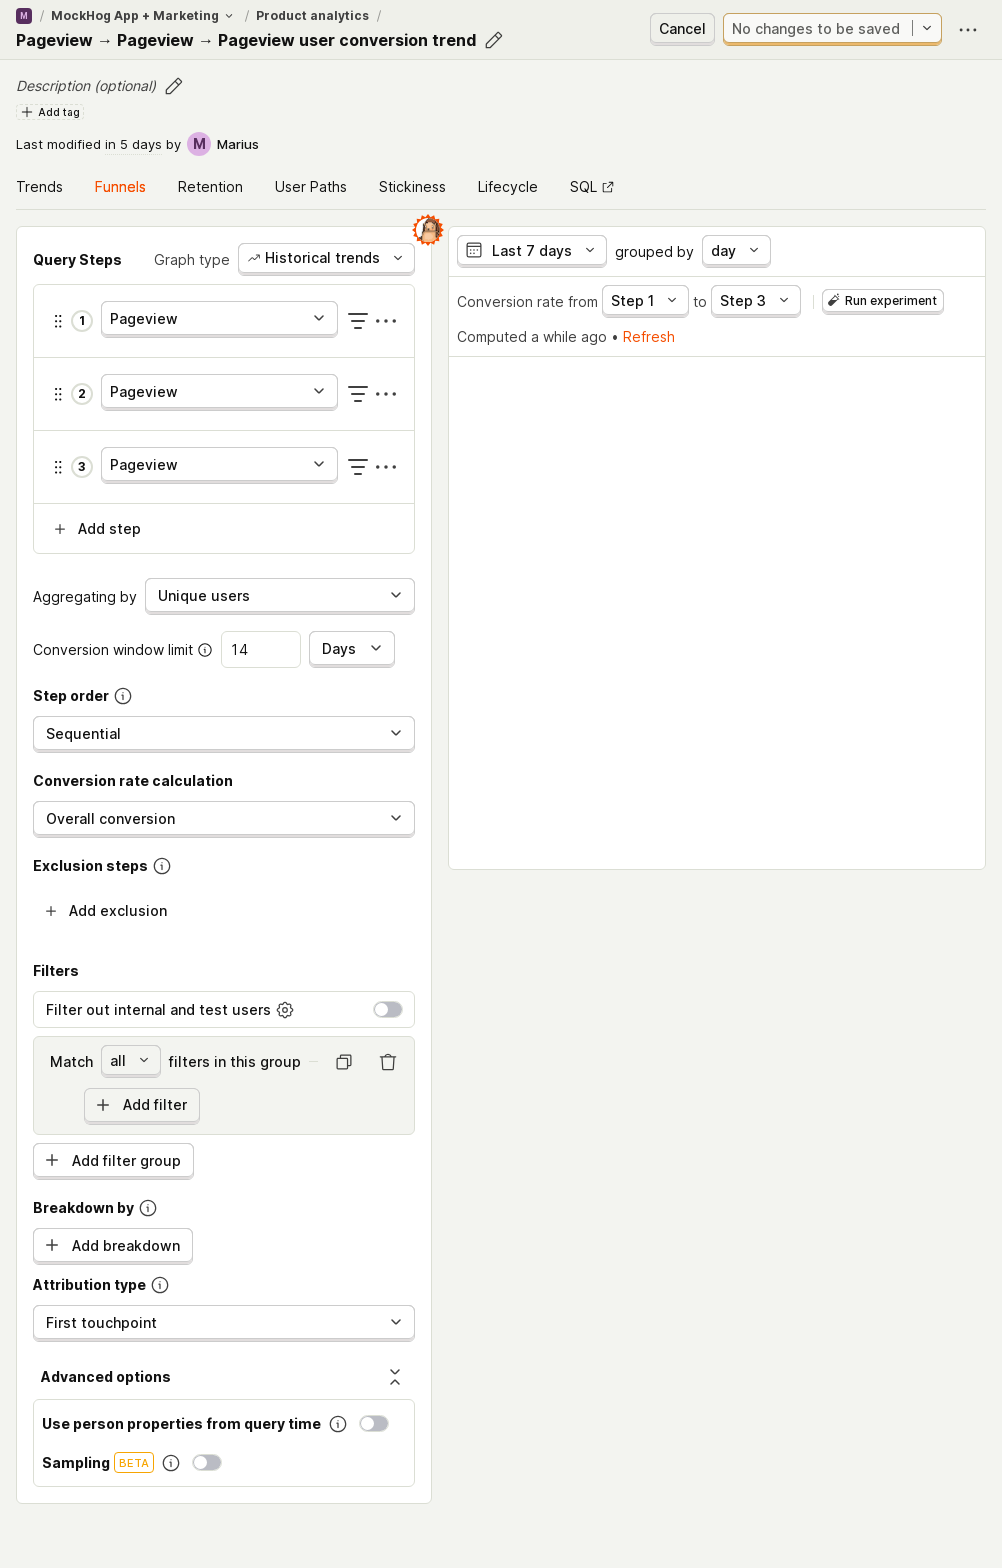 M / MockHog App + Marketing / Product analytics /
Pageview → Pageview → Pageview user conversion trend
Cancel
No changes to be saved
Description (optional)
Add tag
Last modified in 5 days by M Marius
Trends Funnels Retention User Paths Stickiness Lifecycle SQL
Query Steps Graph type Historical trends
1 Pageview
2 Pageview
3 Pageview
Add step
Aggregating by Unique users
Conversion window limit 14 Days
Step order
Sequential
Conversion rate calculation
Overall conversion
Exclusion steps
Add exclusion
Filters
Filter out internal and test users
Match all filters in this group
Add filter
Add filter group
Breakdown by
Add breakdown
Attribution type
First touchpoint
Advanced options
Use person properties from query time
Sampling BETA
Last 7 days grouped by day
Conversion rate from Step 1 to Step 3 Run experiment
Computed a while ago • Refresh